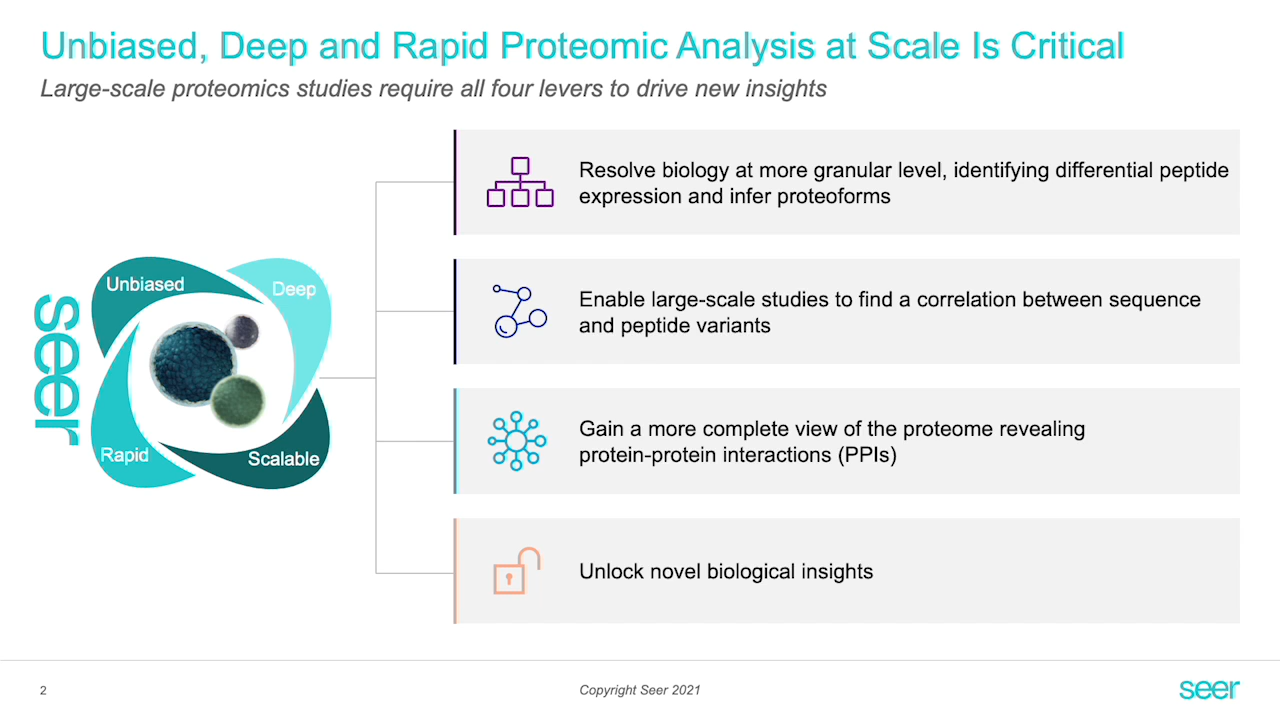 Unbiased, Deep and Rapid Proteomic Analysis at Scale Is Critical
Large-scale proteomics studies require all four levers to drive new insights
seer
Unbiased
Deep
Rapid
Scalable
Resolve biology at more granular level, identifying differential peptide
expression and infer proteoforms
Enable large-scale studies to find a correlation between sequence
and peptide variants
Gain a more complete view of the proteome revealing
protein-protein interactions (PPIs)
Unlock novel biological insights
2
Copyright Seer 2021
seer